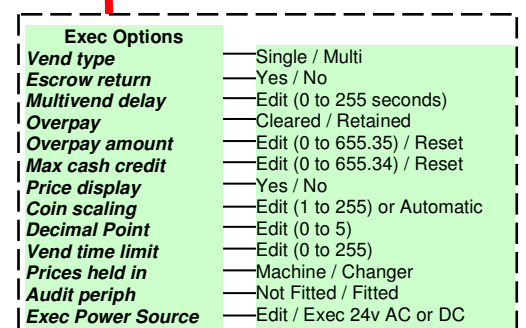 Exec Options
Vend type Single / Multi
Escrow return Yes / No
Multivend delay Edit (0 to 255 seconds)
Overpay Cleared / Retained
Overpay amount Edit (0 to 655.35) / Reset
Max cash credit Edit (0 to 655.34) / Reset
Price display Yes / No
Coin scaling Edit (1 to 255) or Automatic
Decimal Point Edit (0 to 5)
Vend time limit Edit (0 to 255)
Prices held in Machine / Changer
Audit periph Not Fitted / Fitted
Exec Power Source Edit / Exec 24v AC or DC